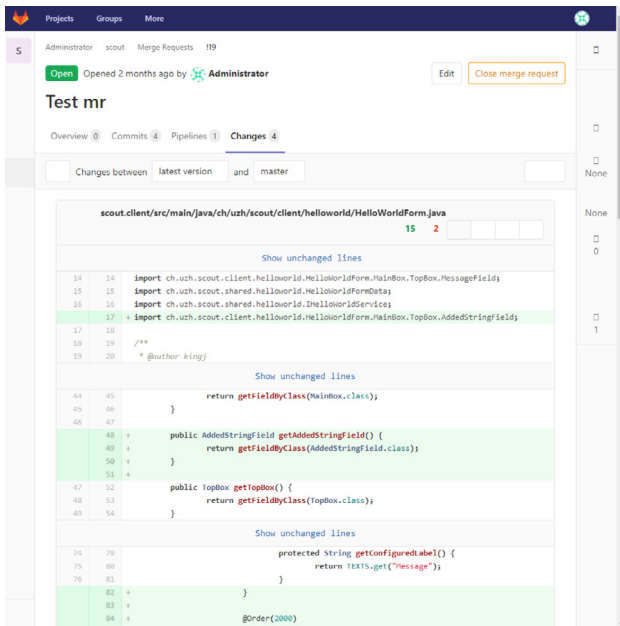 Projects Groups More
S
Administrator scout Merge Requests !19
Open Opened 2 months ago by Administrator Edit Close merge request
Test mr
Overview 0 Commits 4 Pipelines 1 Changes 4
Changes between latest version and master
None
scout.client/src/main/java/ch/uzh/scout/client/helloworld/HelloWorldForm.java
None
15 2
0
Show unchanged lines
14 14 import ch.uzh.scout.client.helloworld.HelloWorldForm.MainBox.TopBox.MessageField;
15 15 import ch.uzh.scout.shared.helloworld.HelloWorldFormData;
16 16 import ch.uzh.scout.shared.helloworld.IHelloWorldService;
17 + import ch.uzh.scout.client.helloworld.HelloWorldForm.MainBox.TopBox.AddedStringField;
1
17 18
18 19 /**
19 20 * @author kingj
Show unchanged lines
44 45 return getFieldByClass(MainBox.class);
45 46 }
46 47
48 + public AddedStringField getAddedStringField() {
49 + return getFieldByClass(AddedStringField.class);
50 + }
51 +
47 52 public TopBox getTopBox() {
48 53 return getFieldByClass(TopBox.class);
49 54 }
Show unchanged lines
74 79 protected String getConfiguredLabel() {
75 80 return TEXTS.get("Message");
76 81 }
82 + }
83 +
84 + @Order(2000)